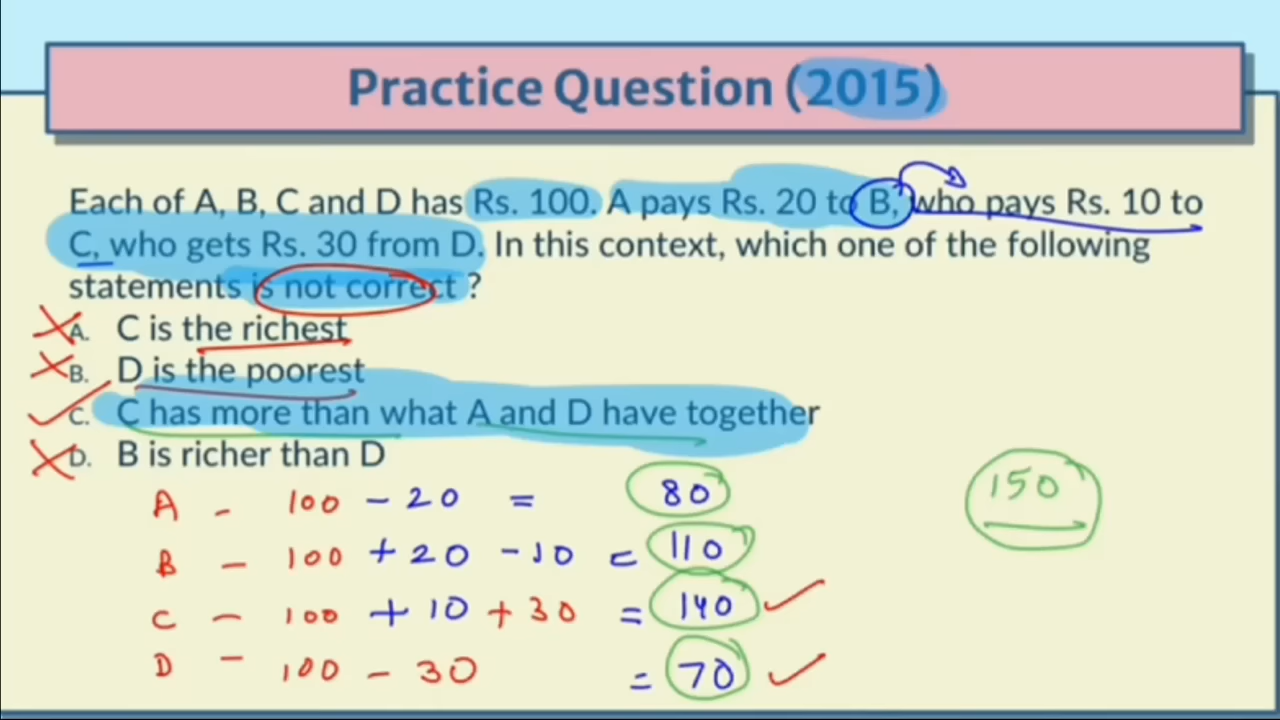 Practice Question (2015)
Each of A, B, C and D has Rs. 100. A pays Rs. 20 to B, who pays Rs. 10 to
C, who gets Rs. 30 from D. In this context, which one of the following
statements is not correct ?
A. C is the richest
B. D is the poorest
C. C has more than what A and D have together
D. B is richer than D
A - 100 - 20 = 80
150
B - 100 + 20 - 10 = 110
C - 100 + 10 + 30 = 140
D - 100 - 30 = 70